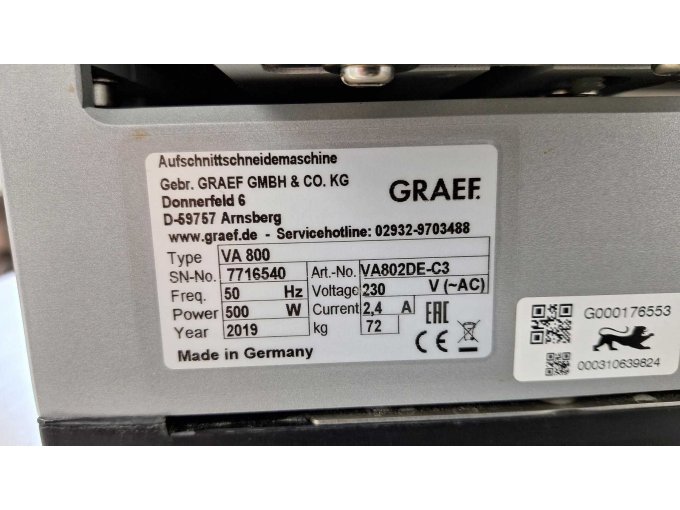 Aufschnittschneidemaschine
Gebr. GRAEF GMBH & CO. KG
GRAEF.
Donnerfeld 6
D-59757 Arnsberg
www.graef.de - Servicehotline: 02932-9703488
Type VA 800
SN-No. 7716540 Art.-No. VA802DE-C3
Freq. 50 Hz Voltage 230 V (~AC)
Power 500 W Current 2,4 A
Year 2019 kg 72
EAC CE
Made in Germany
G000176553
000310639824